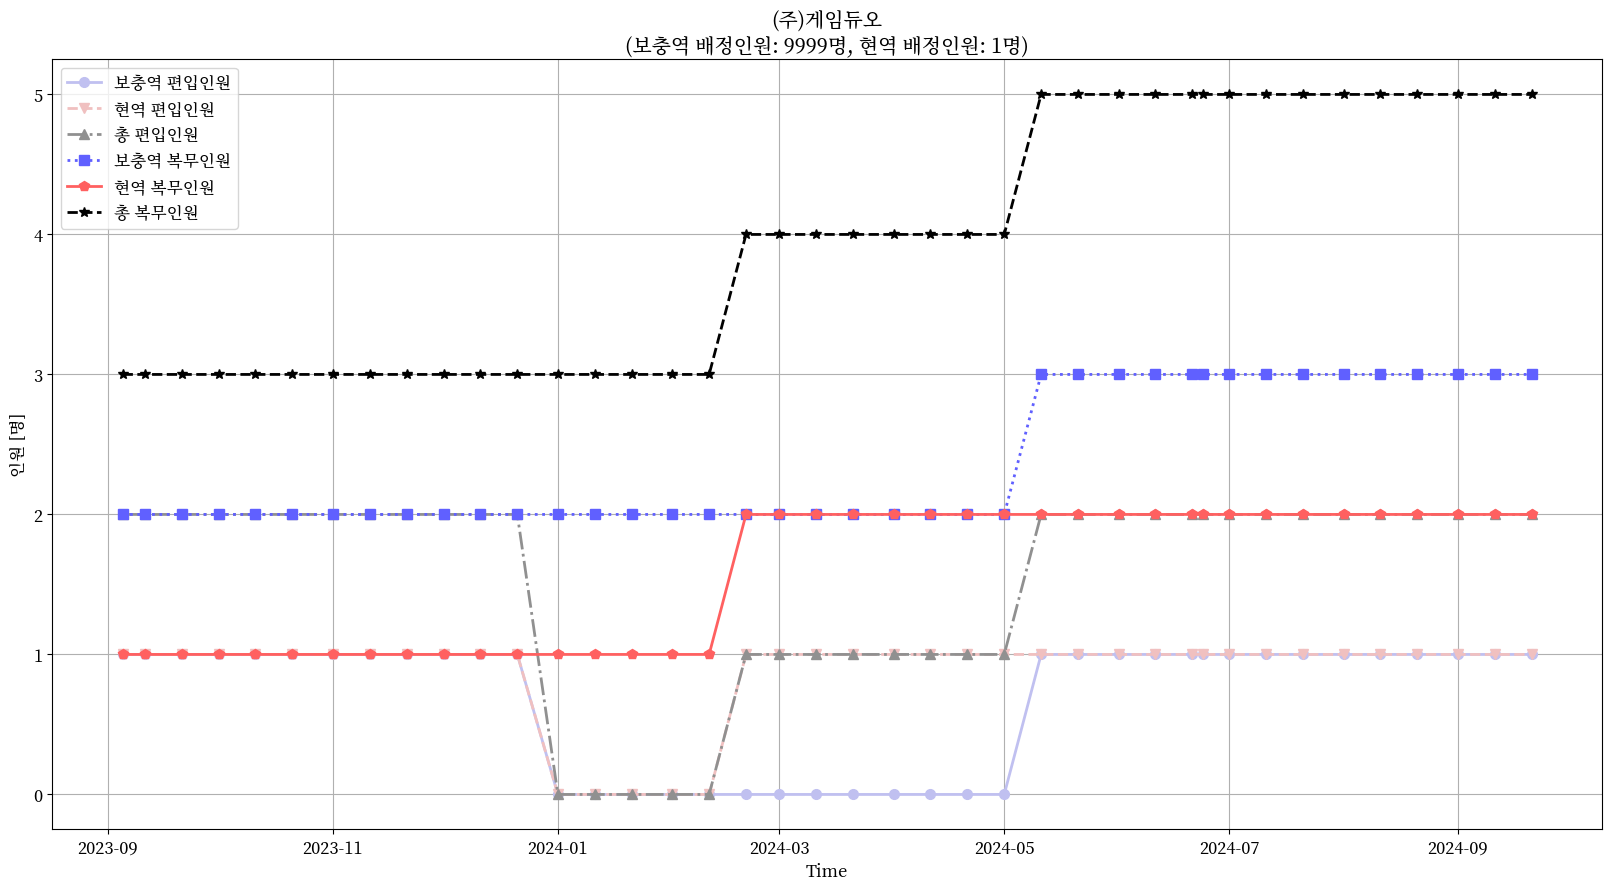 (주)게임듀오
(보충역 배정인원: 9999명, 현역 배정인원: 1명)
보충역 편입인원
현역 편입인원
총 편입인원
보충역 복무인원
현역 복무인원
총 복무인원
인원 [명]
5
4
3
2
1
0
2023-09
2023-11
2024-01
2024-03
2024-05
2024-07
2024-09
Time